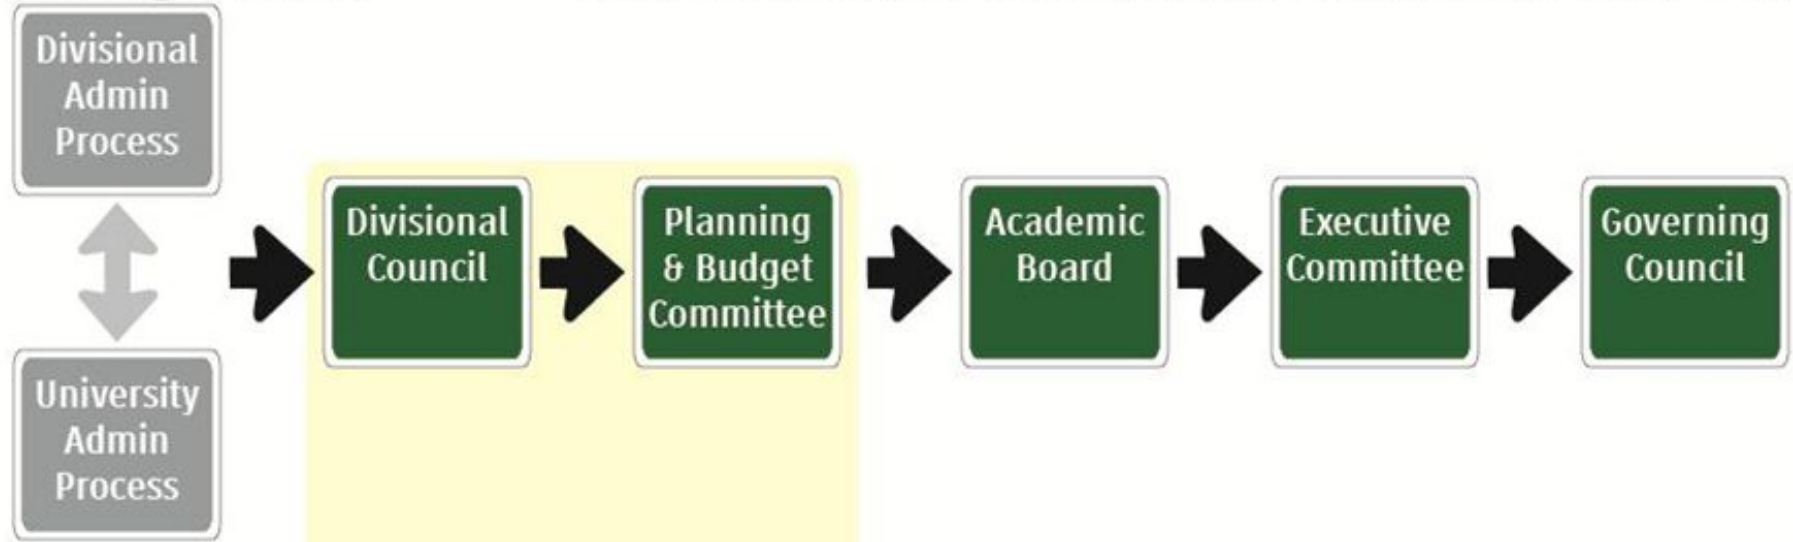 Divisional
Admin
Process
University
Admin
Process
Divisional
Council
Planning
& Budget
Committee
Academic
Board
Executive
Committee
Governing
Council